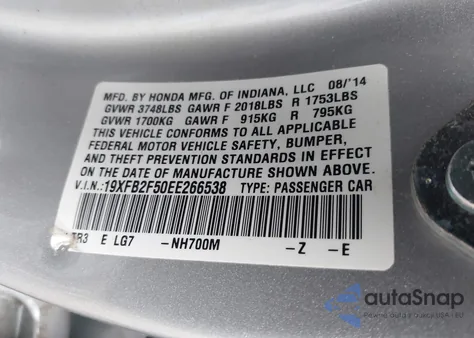 MFD. BY HONDA MFG. OF INDIANA, LLC 08/'14
GVWR 3748LBS GAWR F 2018LBS R 1753LBS
GVWR 1700KG GAWR F 915KG R 795KG
THIS VEHICLE CONFORMS TO ALL APPLICABLE
FEDERAL MOTOR VEHICLE SAFETY, BUMPER,
AND THEFT PREVENTION STANDARDS IN EFFECT
ON THE DATE OF MANUFACTURE SHOWN ABOVE.
V.I.N.:19XFB2F50EE266538 TYPE: PASSENGER CAR
TR3 E LG7 -NH700M -Z -E
autaSnap